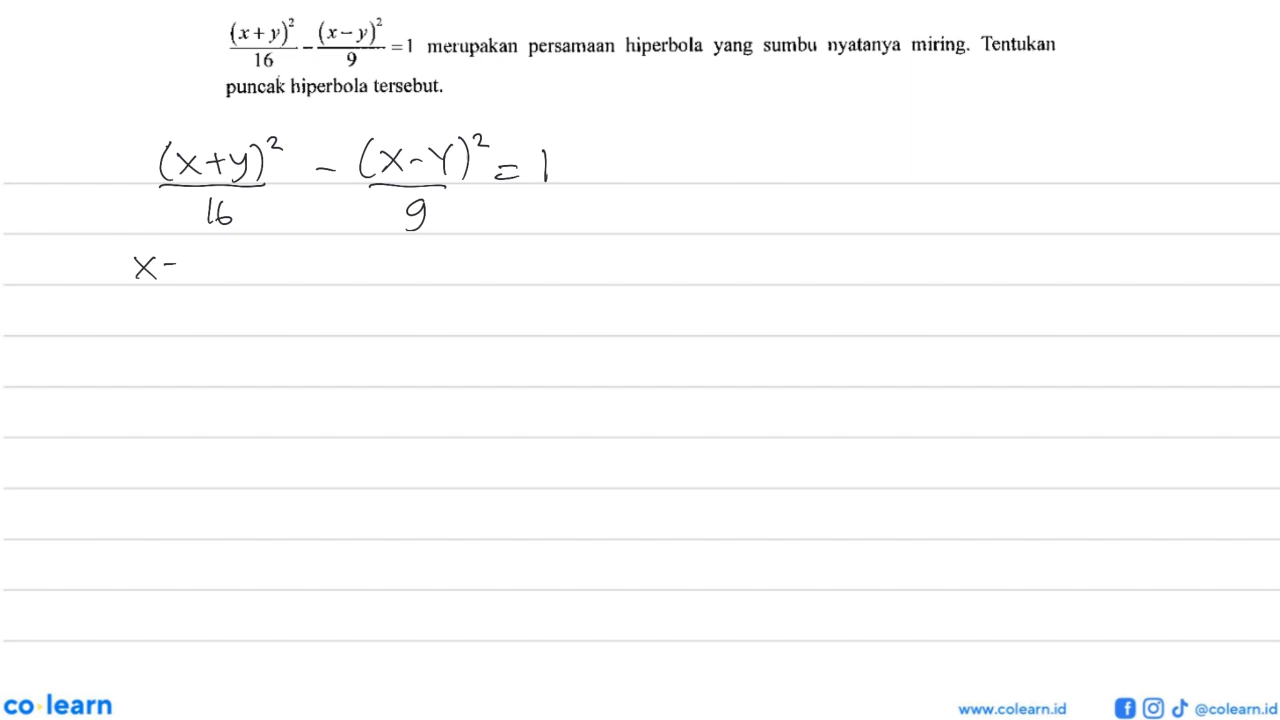 (x+y)²/16 − (x−y)²/9 = 1 merupakan persamaan hiperbola yang sumbu nyatanya miring. Tentukan
puncak hiperbola tersebut.
(x+y)²/16 − (x−y)²/9 = 1
x-
co·learn
www.colearn.id @colearn.id